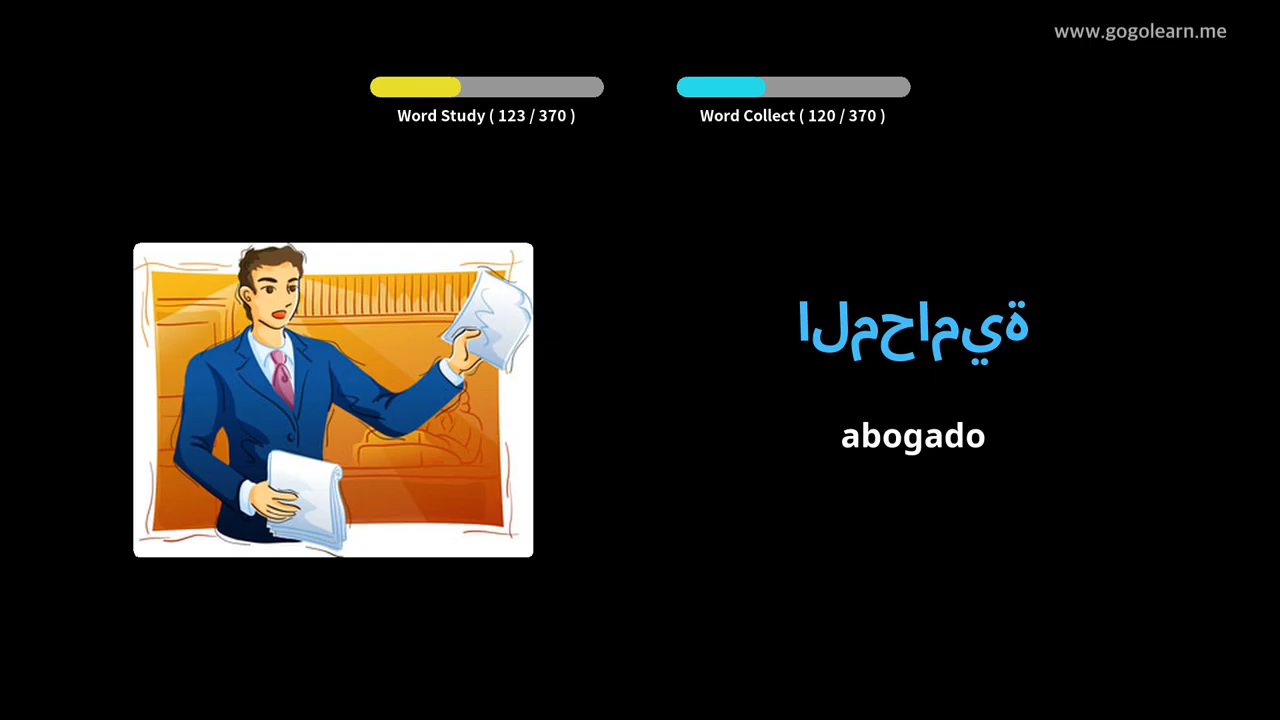 www.gogolearn.me
Word Study ( 123 / 370 )
Word Collect ( 120 / 370 )
المحامية
abogado